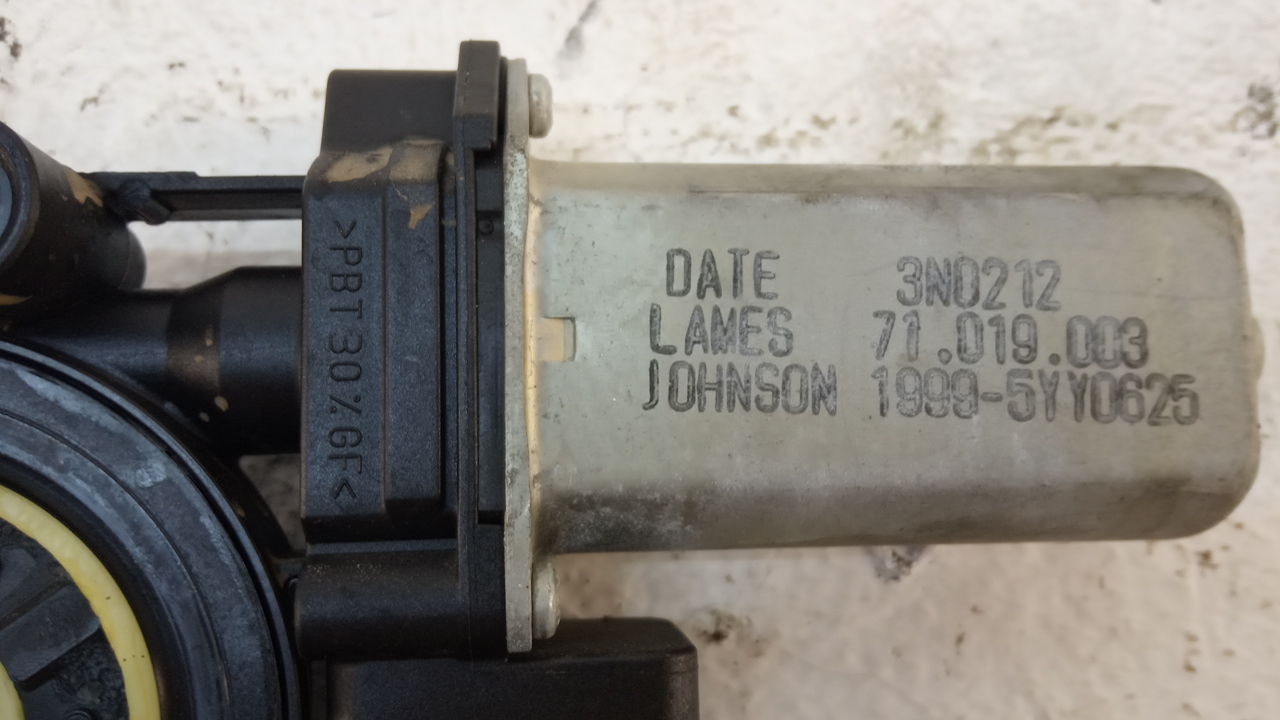 >PBT 30% GF<
DATE 3N0212
LAMES 71.019.003
JOHNSON 1999-5YY0625